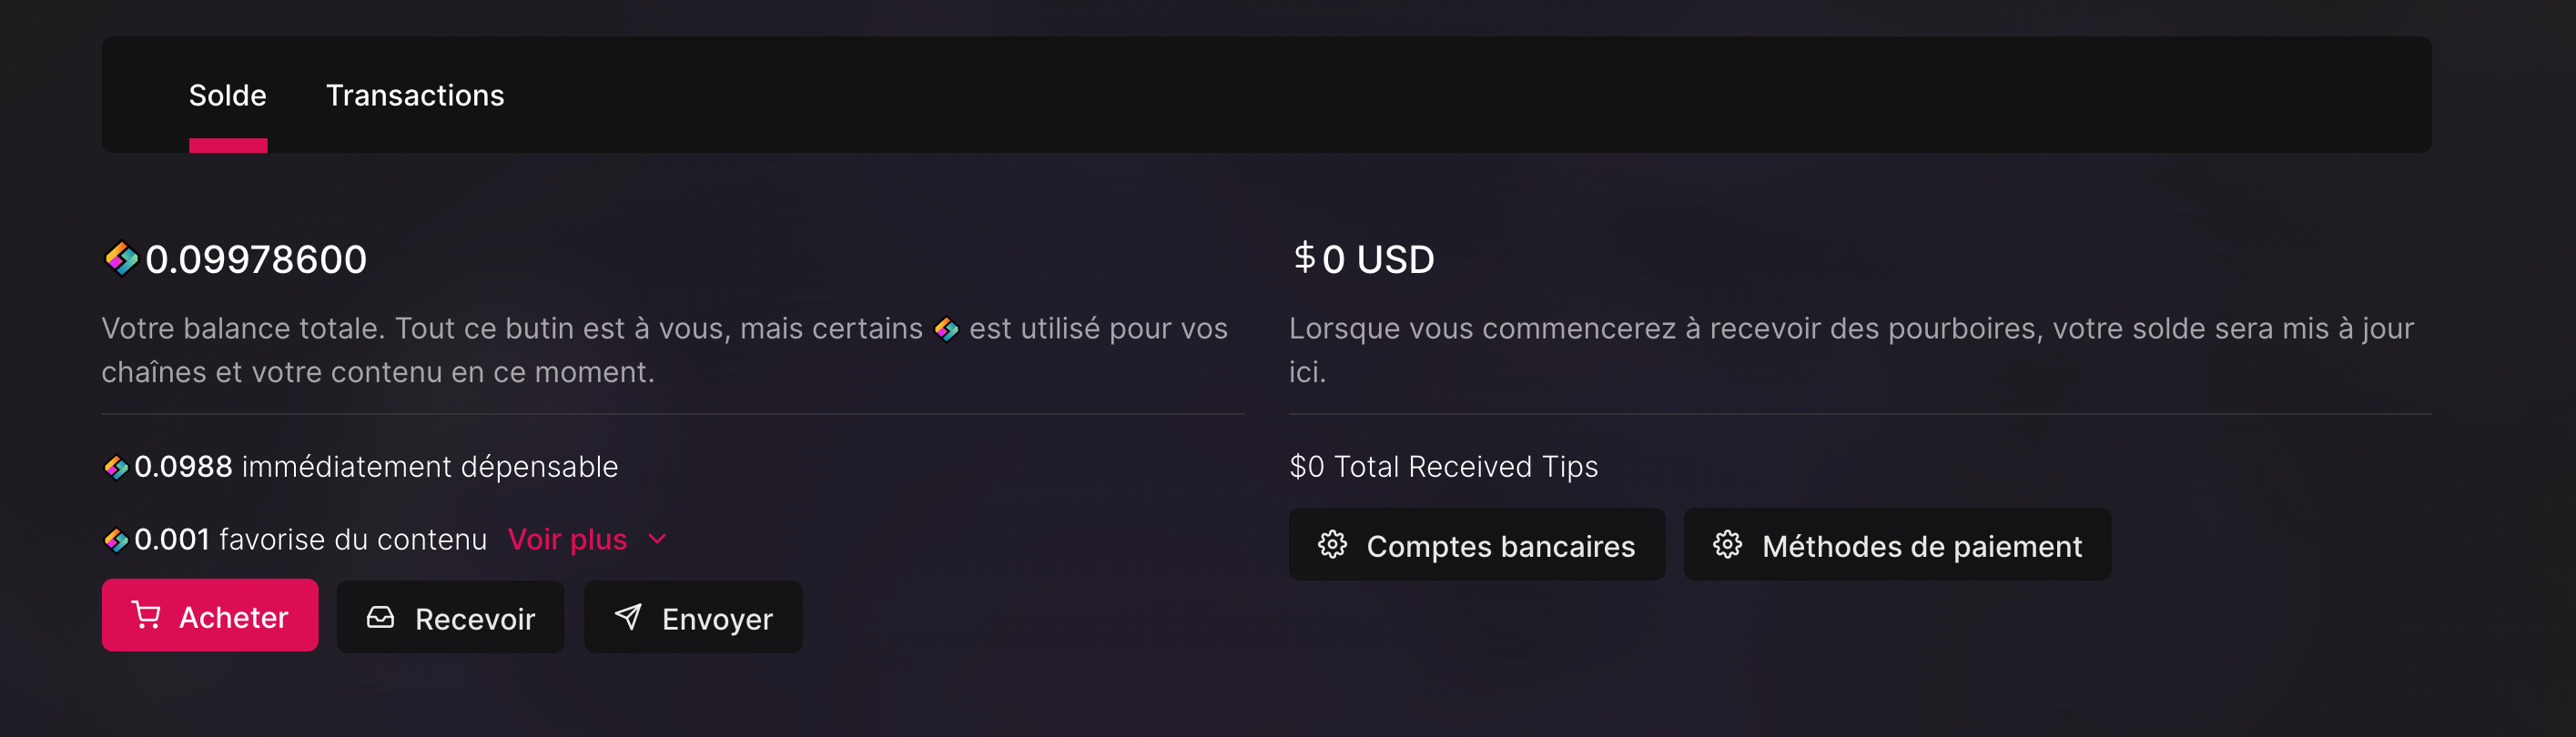 Solde
Transactions
0.09978600
Votre balance totale. Tout ce butin est à vous, mais certains est utilisé pour vos
chaînes et votre contenu en ce moment.
0.0988 immédiatement dépensable
0.001 favorise du contenu Voir plus
Acheter
Recevoir
Envoyer
$0 USD
Lorsque vous commencerez à recevoir des pourboires, votre solde sera mis à jour
ici.
$0 Total Received Tips
Comptes bancaires
Méthodes de paiement